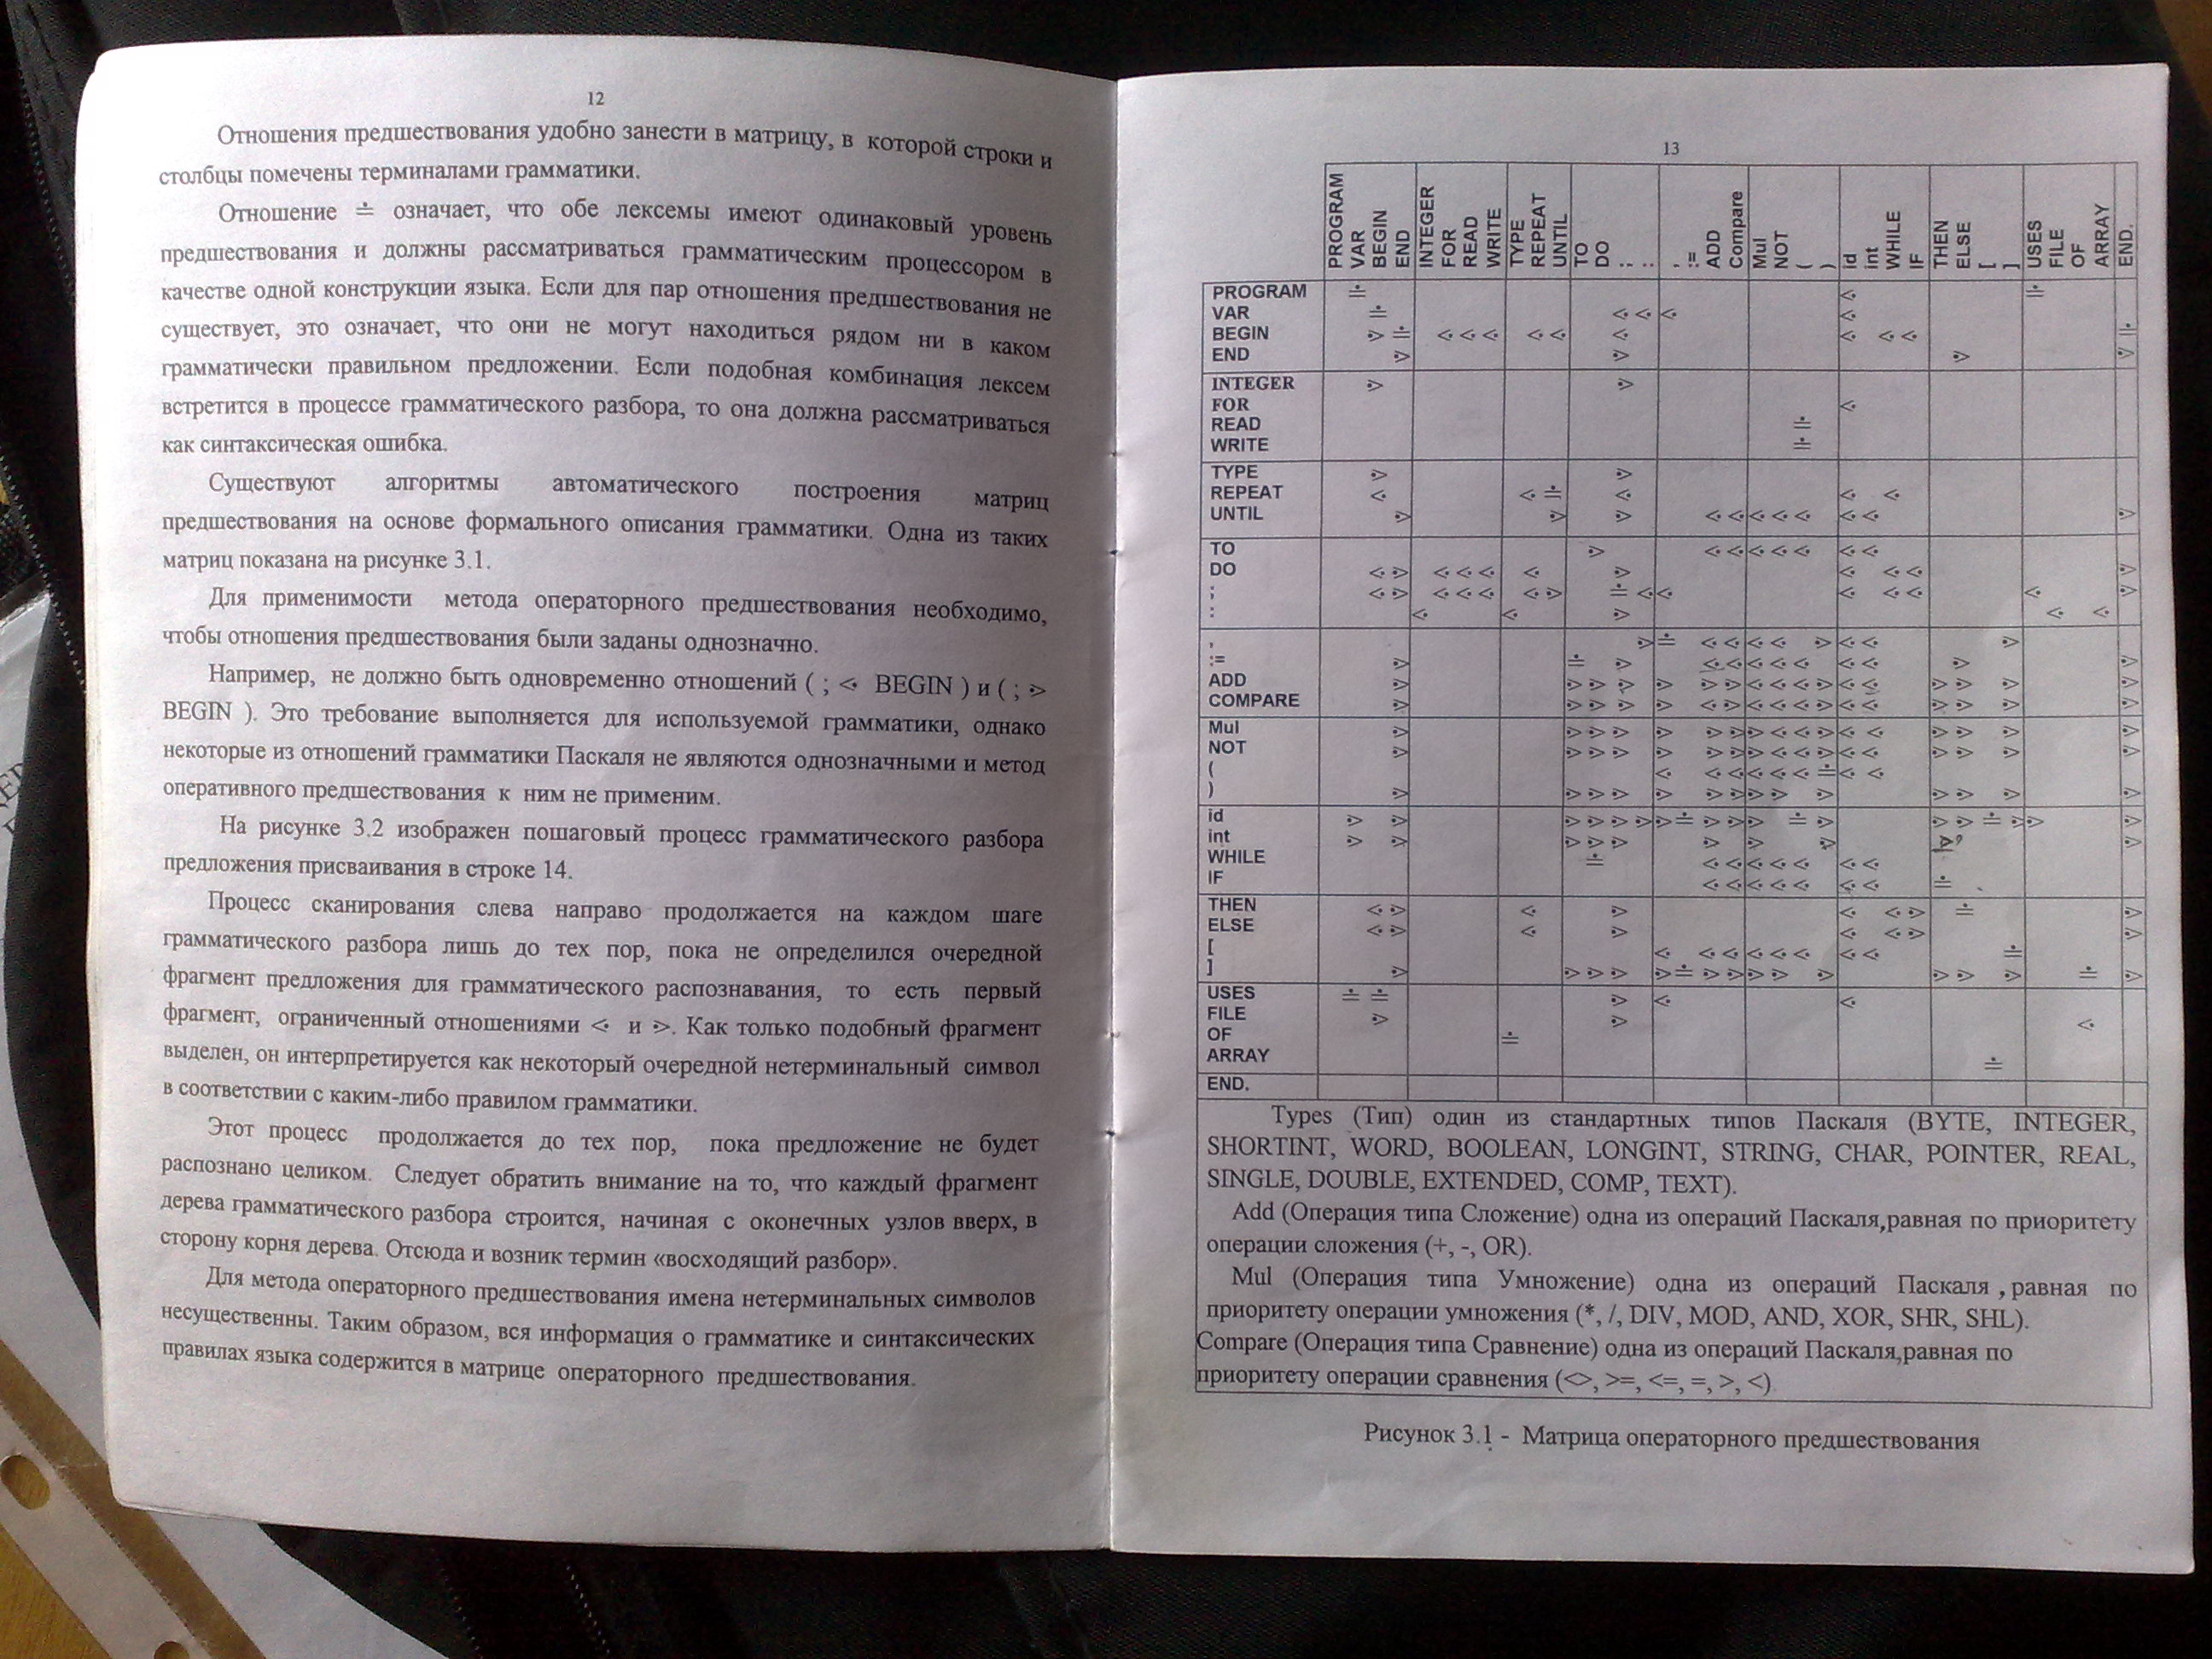 12
Отношения предшествования удобно занести в матрицу, в которой строки и
столбцы помечены терминалами грамматики.
Отношение ≐ означает, что обе лексемы имеют одинаковый уровень
предшествования и должны рассматриваться грамматическим процессором в
качестве одной конструкции языка. Если для пар отношения предшествования не
существует, это означает, что они не могут находиться рядом ни в каком
грамматически правильном предложении. Если подобная комбинация лексем
встретится в процессе грамматического разбора, то она должна рассматриваться
как синтаксическая ошибка.
Существуют алгоритмы автоматического построения матриц
предшествования на основе формального описания грамматики. Одна из таких
матриц показана на рисунке 3.1.
Для применимости метода операторного предшествования необходимо,
чтобы отношения предшествования были заданы однозначно.
Например, не должно быть одновременно отношений ( ; ⋖ BEGIN ) и ( ; ⋗
BEGIN ). Это требование выполняется для используемой грамматики, однако
некоторые из отношений грамматики Паскаля не являются однозначными и метод
оперативного предшествования к ним не применим.
На рисунке 3.2 изображен пошаговый процесс грамматического разбора
предложения присваивания в строке 14.
Процесс сканирования слева направо продолжается на каждом шаге
грамматического разбора лишь до тех пор, пока не определился очередной
фрагмент предложения для грамматического распознавания, то есть первый
фрагмент, ограниченный отношениями ⋖ и ⋗. Как только подобный фрагмент
выделен, он интерпретируется как некоторый очередной нетерминальный символ
в соответствии с каким-либо правилом грамматики.
Этот процесс продолжается до тех пор, пока предложение не будет
распознано целиком. Следует обратить внимание на то, что каждый фрагмент
дерева грамматического разбора строится, начиная с оконечных узлов вверх, в
сторону корня дерева. Отсюда и возник термин «восходящий разбор».
Для метода операторного предшествования имена нетерминальных символов
несущественны. Таким образом, вся информация о грамматике и синтаксических
правилах языка содержится в матрице операторного предшествования.
13
PROGRAM
VAR
BEGIN
END
INTEGER
FOR
READ
WRITE
TYPE
REPEAT
UNTIL
TO
DO
;
:
,
:=
ADD
Compare
Mul
NOT
(
)
id
int
WHILE
IF
THEN
ELSE
[
]
USES
FILE
OF
ARRAY
END.
PROGRAM ≐ ⋖ ≐
VAR ≐ ⋖ ⋖ ⋖ ⋖
BEGIN ⋗ ≐ ⋖ ⋖ ⋖ ⋖ ⋖ ⋖ ⋖ ⋖ ⋖ ≐
END ⋗ ⋗ ⋗ ⋗
INTEGER ⋗ ⋗
FOR ⋖
READ ≐
WRITE ≐
TYPE ⋗ ⋗
REPEAT ⋖ ⋖ ≐ ⋖ ⋖ ⋖
UNTIL ⋗ ⋗ ⋗ ⋖ ⋖ ⋖ ⋖ ⋖ ⋖ ⋖ ⋗
TO ⋗ ⋖ ⋖ ⋖ ⋖ ⋖ ⋖ ⋖
DO ⋖ ⋗ ⋖ ⋖ ⋖ ⋖ ⋗ ⋖ ⋖ ⋖ ⋗
; ⋖ ⋗ ⋖ ⋖ ⋖ ⋖ ⋗ ≐ ⋖ ⋖ ⋖ ⋖ ⋖ ⋖ ⋗
: ⋖ ⋖ ⋗ ⋖ ⋖
, ⋗ ≐ ⋖ ⋖ ⋖ ⋖ ⋗ ⋖ ⋖ ⋗
:= ⋗ ≐ ⋗ ⋖ ⋖ ⋖ ⋖ ⋖ ⋖ ⋖ ⋗ ⋗
ADD ⋗ ⋗ ⋗ ⋗ ⋗ ⋗ ⋗ ⋖ ⋖ ⋖ ⋗ ⋖ ⋖ ⋗ ⋗ ⋗ ⋗
COMPARE ⋗ ⋗ ⋗ ⋗ ⋗ ⋖ ⋗ ⋖ ⋖ ⋖ ⋗ ⋖ ⋖ ⋗ ⋗ ⋗ ⋗
Mul ⋗ ⋗ ⋗ ⋗ ⋗ ⋗ ⋗ ⋗ ⋖ ⋖ ⋗ ⋖ ⋖ ⋗ ⋗ ⋗ ⋗
NOT ⋗ ⋗ ⋗ ⋗ ⋗ ⋗ ⋗ ⋗ ⋖ ⋖ ⋗ ⋖ ⋖ ⋗ ⋗ ⋗ ⋗
( ⋖ ⋖ ⋖ ⋖ ⋖ ⋖ ≐ ⋖ ⋖
) ⋗ ⋗ ⋗ ⋗ ⋗ ⋗ ⋗ ⋗ ⋗ ⋗ ⋗ ⋗ ⋗ ⋗
id ⋗ ⋗ ⋗ ⋗ ⋗ ⋗ ⋗ ≐ ⋗ ⋗ ⋗ ≐ ⋗ ⋗ ⋗ ≐ ⋗ ⋗ ⋗
int ⋗ ⋗ ⋗ ⋗ ⋗ ⋗ ⋗ ⋗ ⋗
WHILE ≐ ⋖ ⋖ ⋖ ⋖ ⋖ ⋖ ⋖
IF ⋖ ⋖ ⋖ ⋖ ⋖ ⋖ ⋖ ≐
THEN ⋖ ⋗ ⋖ ⋗ ⋖ ⋖ ⋗ ≐ ⋗
ELSE ⋖ ⋗ ⋖ ⋗ ⋖ ⋖ ⋗ ⋗
[ ⋖ ⋖ ⋖ ⋖ ⋖ ⋖ ⋖ ⋖ ≐
] ⋗ ⋗ ⋗ ⋗ ⋗ ≐ ⋗ ⋗ ⋗ ⋗ ⋗ ⋗ ⋗ ⋗ ≐ ⋗
USES ≐ ≐ ⋗ ⋖ ⋖
FILE ⋗ ⋗ ⋖
OF ≐
ARRAY ≐
END.
Types (Тип) один из стандартных типов Паскаля (BYTE, INTEGER,
SHORTINT, WORD, BOOLEAN, LONGINT, STRING, CHAR, POINTER, REAL,
SINGLE, DOUBLE, EXTENDED, COMP, TEXT).
Add (Операция типа Сложение) одна из операций Паскаля,равная по приоритету
операции сложения (+, -, OR).
Mul (Операция типа Умножение) одна из операций Паскаля ,равная по
приоритету операции умножения (*, /, DIV, MOD, AND, XOR, SHR, SHL).
Compare (Операция типа Сравнение) одна из операций Паскаля,равная по
приоритету операции сравнения (<>, >=, <=, =, >, <)
Рисунок 3.1 - Матрица операторного предшествования